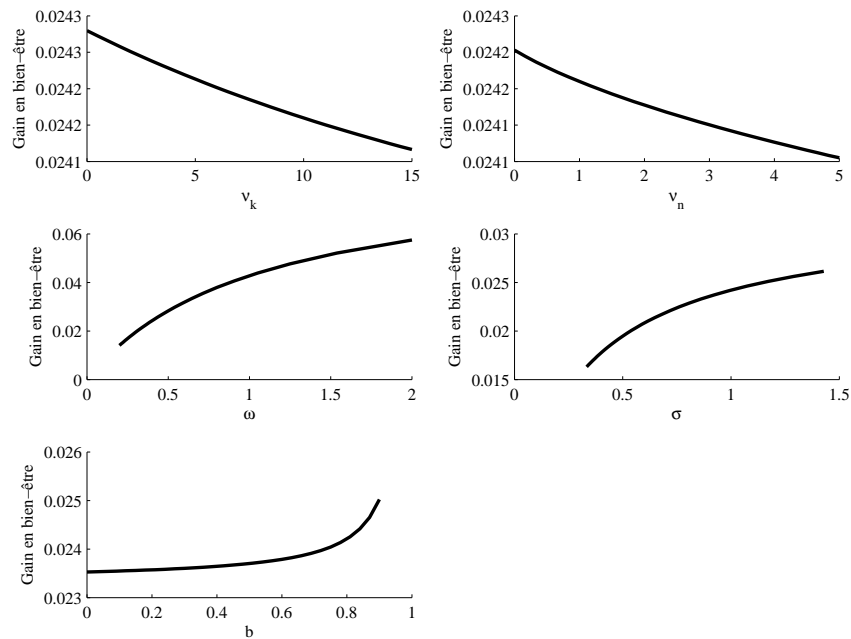 Gain en bien−être
0.0243
0.0243
0.0242
0.0242
0.0241
0 5 10 15
νk
Gain en bien−être
0.0243
0.0242
0.0242
0.0241
0.0241
0 1 2 3 4 5
νn
Gain en bien−être
0.06
0.04
0.02
0
0 0.5 1 1.5 2
ω
Gain en bien−être
0.03
0.025
0.02
0.015
0 0.5 1 1.5
σ
Gain en bien−être
0.026
0.025
0.024
0.023
0 0.2 0.4 0.6 0.8 1
b